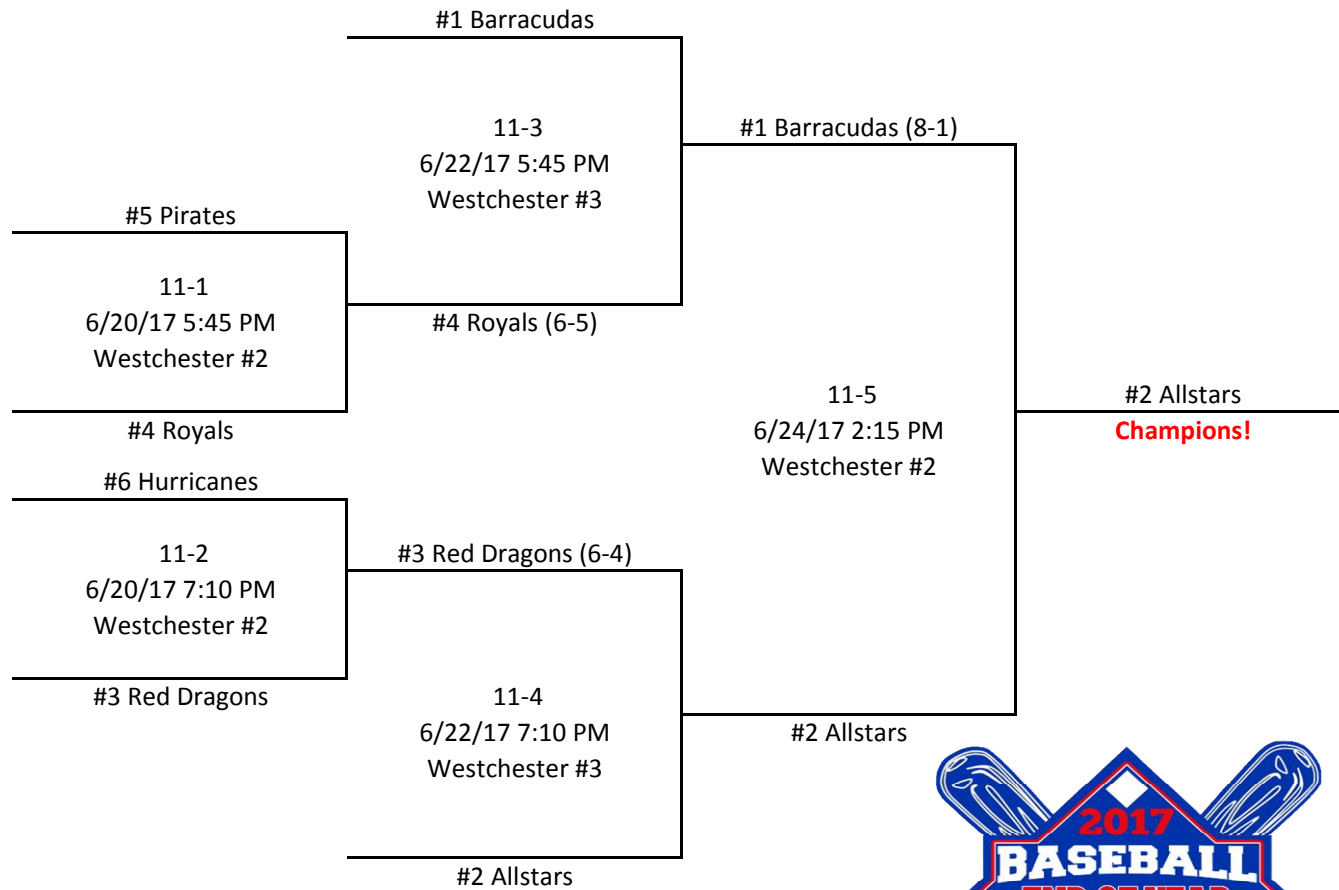 #1 Barracudas
11-3
6/22/17 5:45 PM
Westchester #3
#1 Barracudas (8-1)
#5 Pirates
11-1
6/20/17 5:45 PM
Westchester #2
#4 Royals (6-5)
#4 Royals
11-5
6/24/17 2:15 PM
Westchester #2
#2 Allstars
Champions!
#6 Hurricanes
11-2
6/20/17 7:10 PM
Westchester #2
#3 Red Dragons (6-4)
#3 Red Dragons
11-4
6/22/17 7:10 PM
Westchester #3
#2 Allstars
#2 Allstars
2017
BASEBALL
END OF YEAR